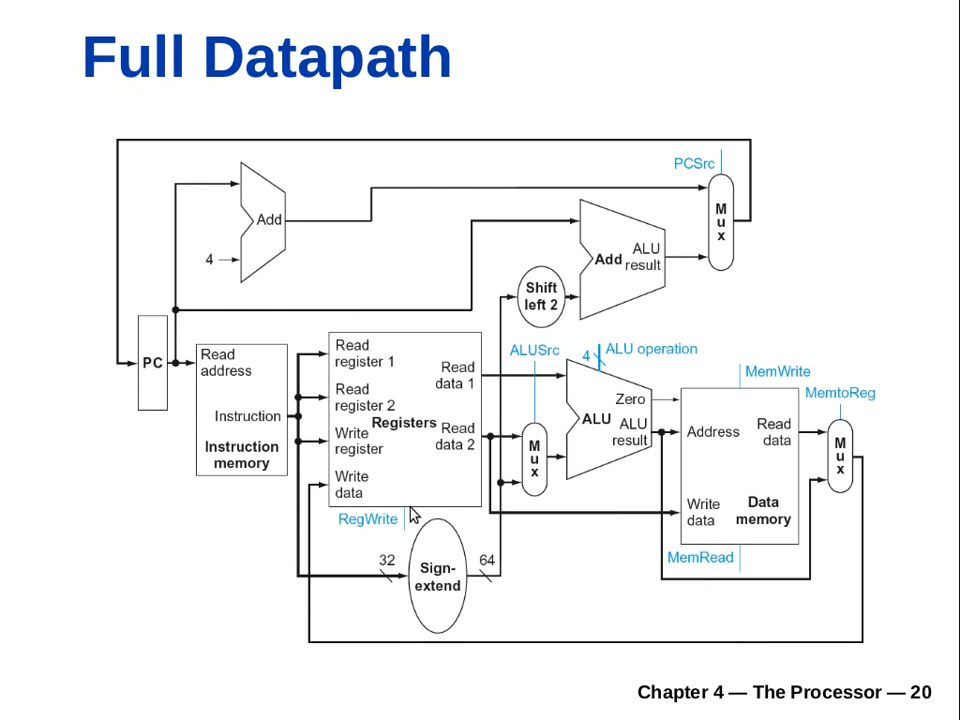 Full Datapath
PCSrc
Add
4
M
u
x
Add
ALU
result
Shift
left 2
PC
Read
address
Instruction
Instruction
memory
Read
register 1
Read
register 2
Write
register
Write
data
Registers
Read
data 1
Read
data 2
RegWrite
ALUSrc
M
u
x
4
ALU operation
Zero
ALU
ALU
result
MemWrite
Address
Read
data
Write
data
Data
memory
MemRead
MemtoReg
M
u
x
32
Sign-
extend
64
Chapter 4 — The Processor — 20